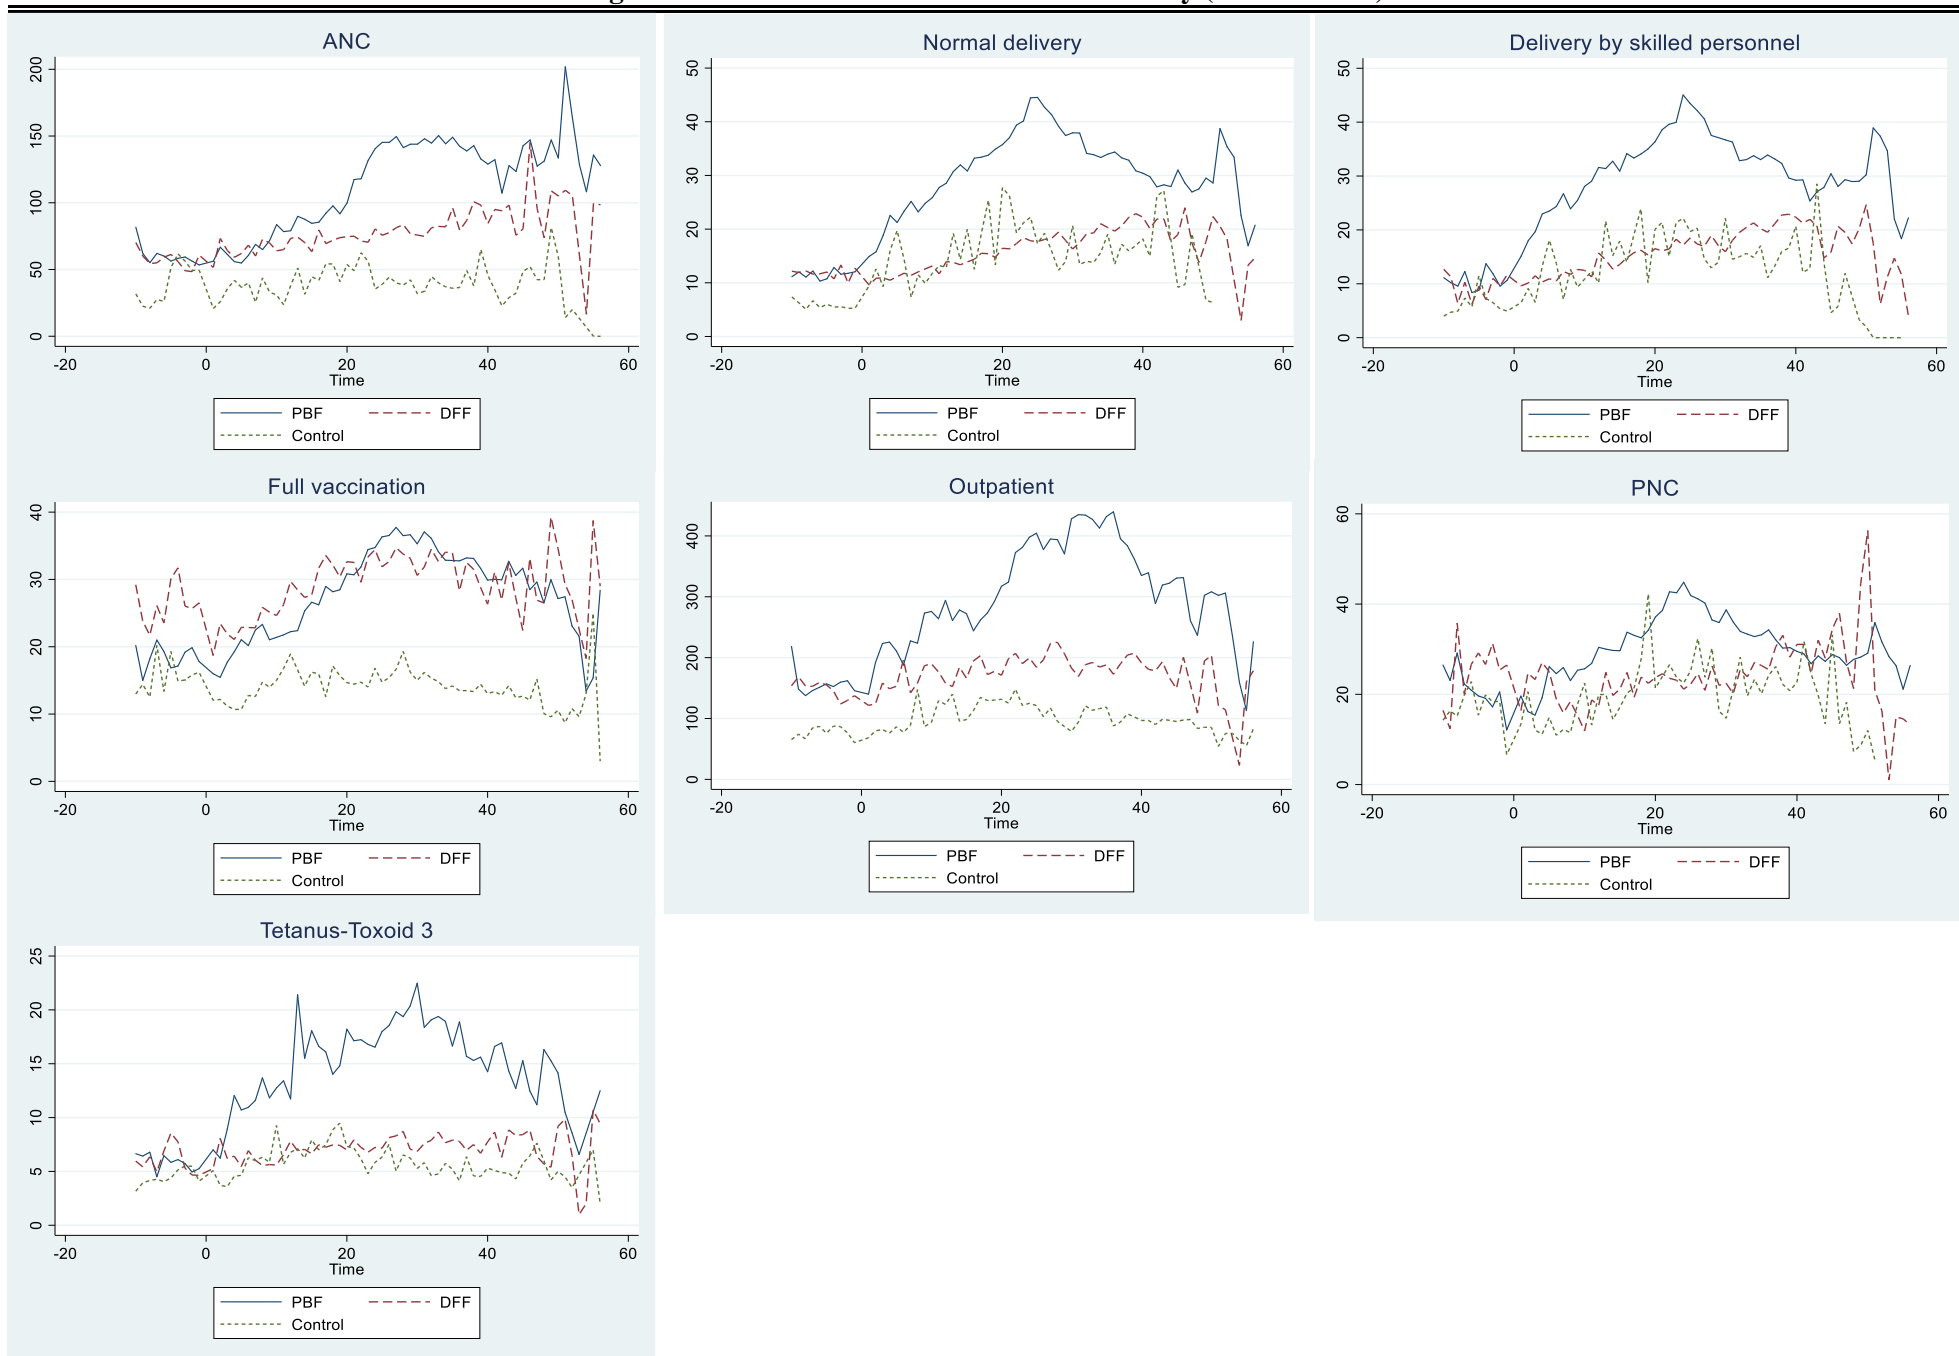 ANC
200
150
100
50
0
-20 0 20 40 60
Time
PBF DFF
Control
Normal delivery
50
40
30
20
10
0
-20 0 20 40 60
Time
PBF DFF
Control
Delivery by skilled personnel
50
40
30
20
10
0
-20 0 20 40 60
Time
PBF DFF
Control
Full vaccination
40
30
20
10
0
-20 0 20 40 60
Time
PBF DFF
Control
Outpatient
400
300
200
100
0
-20 0 20 40 60
Time
PBF DFF
Control
PNC
60
40
20
0
-20 0 20 40 60
Time
PBF DFF
Control
Tetanus-Toxoid 3
25
20
15
10
5
0
-20 0 20 40 60
Time
PBF DFF
Control